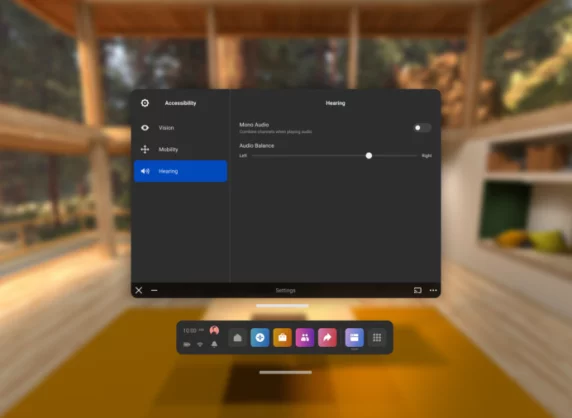 Accessibility
Hearing
Vision
Mobility
Hearing
Mono Audio
Combine channels when playing audio
Audio Balance
Left
Right
Settings
10:00 AM